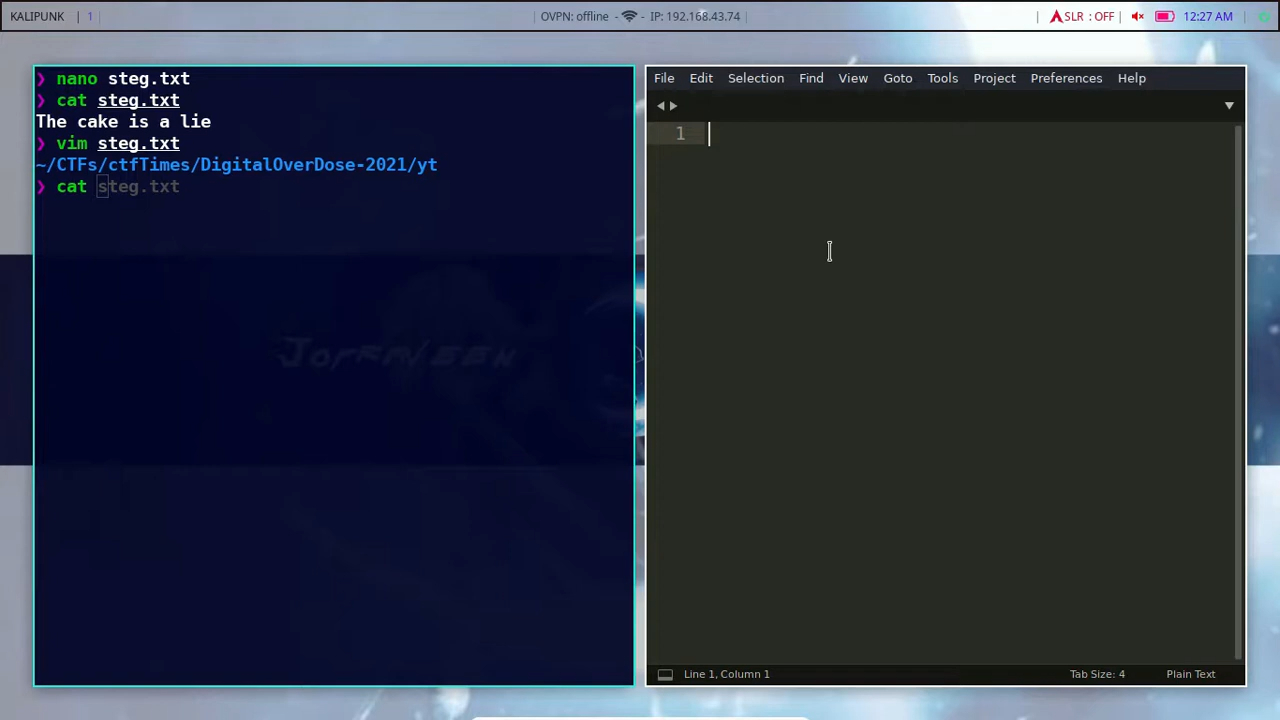 KALIPUNK | 1 | OVPN: offline - - IP: 192.168.43.74 | | SLR : OFF | | 12:27 AM |
❯ nano steg.txt
❯ cat steg.txt
The cake is a lie
❯ vim steg.txt
~/CTFs/ctfTimes/DigitalOverDose-2021/yt
❯ cat steg.txt
File Edit Selection Find View Goto Tools Project Preferences Help
1
Line 1, Column 1 Tab Size: 4 Plain Text